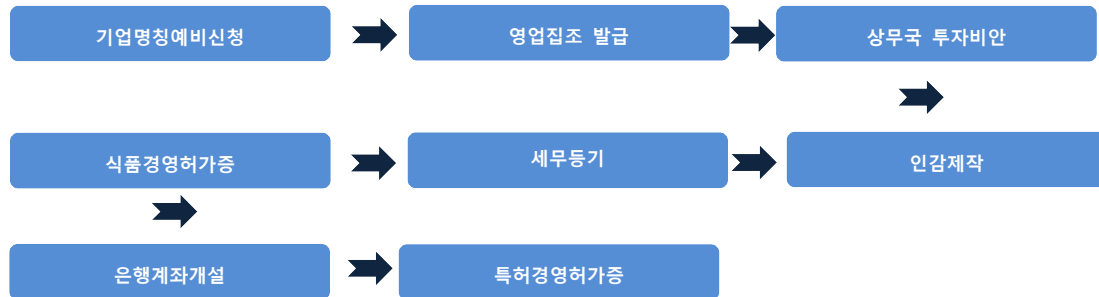 기업명칭예비신청
영업집조 발급
상무국 투자비안
식품경영허가증
세무등기
인감제작
은행계좌개설
특허경영허가증